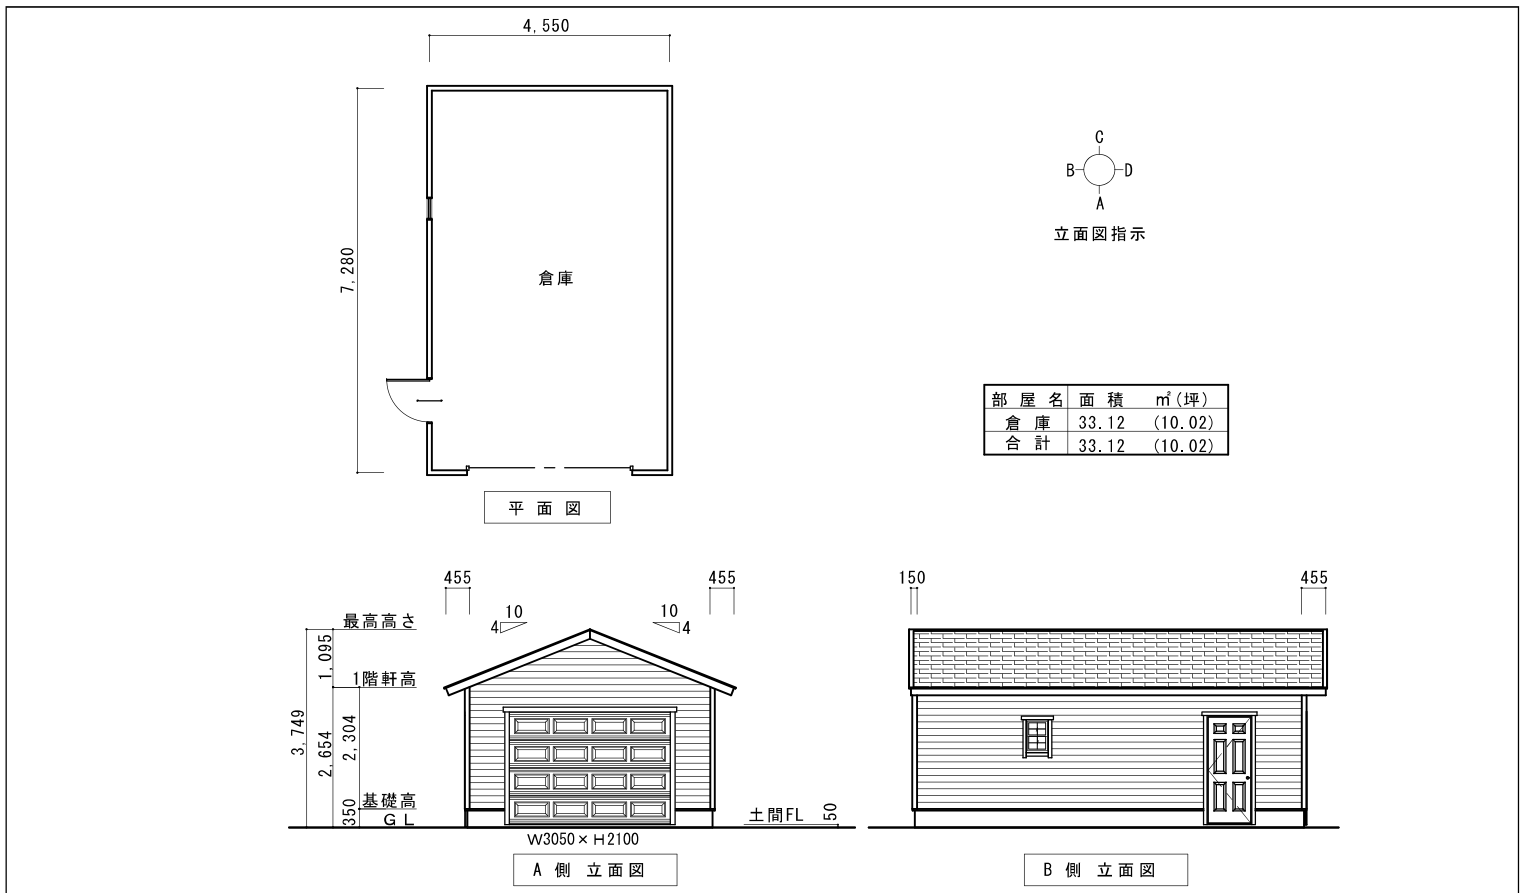 4,550
7,280
倉庫
平 面 図
C
B
D
A
立面図指示
部 屋 名 面 積 ㎡(坪)
倉 庫 33.12 (10.02)
合 計 33.12 (10.02)
455
455
10
4
10
4
最高高さ
1階軒高
基礎高
GL
3,749
1,095
2,654
2,304
350
土間FL
50
W3050×H2100
A 側 立面図
150
455
B 側 立面図